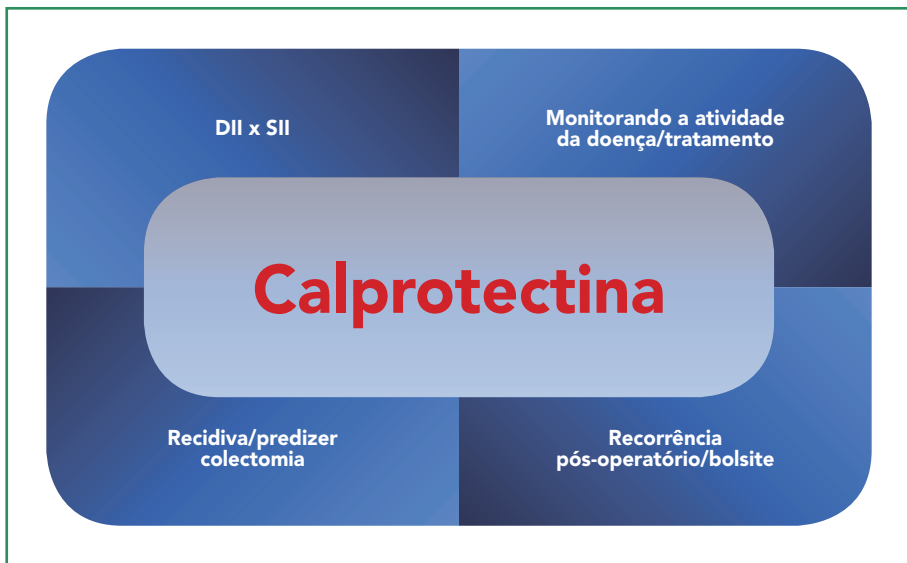 DII x SII
Monitorando a atividade
da doença/tratamento
Calprotectina
Recidiva/predizer
colectomia
Recorrência
pós-operatório/bolsite